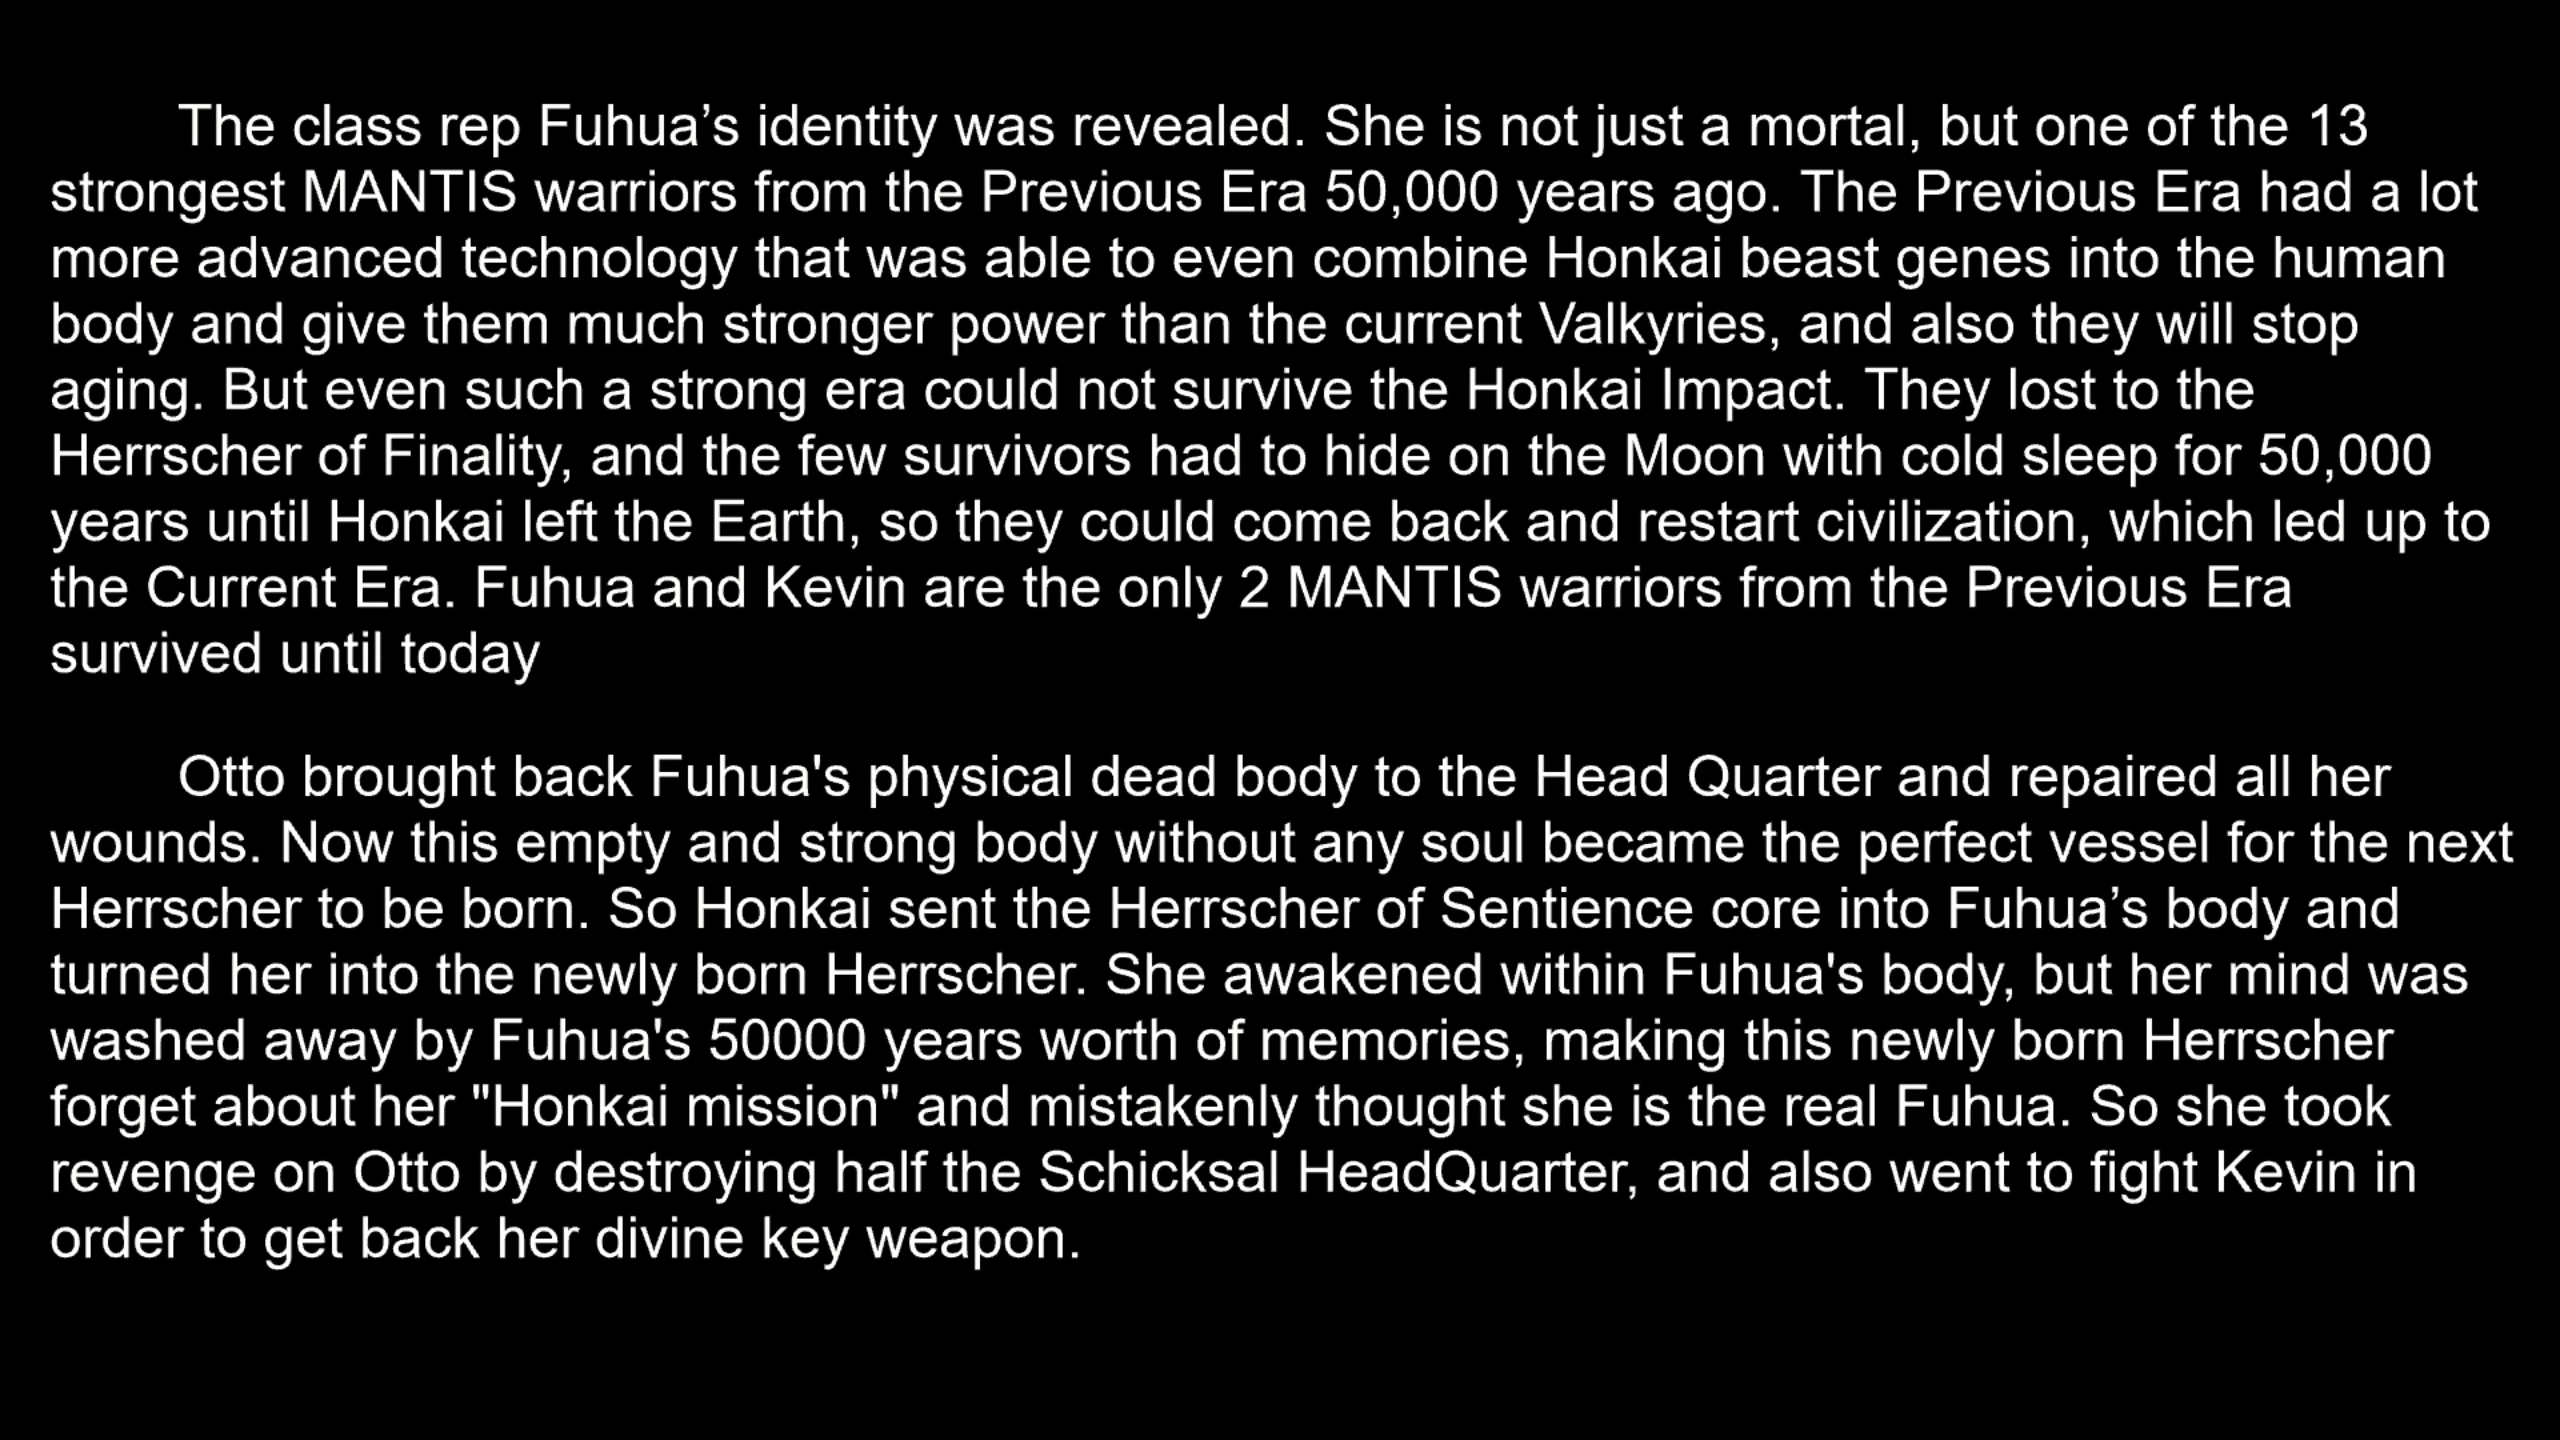 The class rep Fuhua’s identity was revealed. She is not just a mortal, but one of the 13
strongest MANTIS warriors from the Previous Era 50,000 years ago. The Previous Era had a lot
more advanced technology that was able to even combine Honkai beast genes into the human
body and give them much stronger power than the current Valkyries, and also they will stop
aging. But even such a strong era could not survive the Honkai Impact. They lost to the
Herrscher of Finality, and the few survivors had to hide on the Moon with cold sleep for 50,000
years until Honkai left the Earth, so they could come back and restart civilization, which led up to
the Current Era. Fuhua and Kevin are the only 2 MANTIS warriors from the Previous Era
survived until today
Otto brought back Fuhua's physical dead body to the Head Quarter and repaired all her
wounds. Now this empty and strong body without any soul became the perfect vessel for the next
Herrscher to be born. So Honkai sent the Herrscher of Sentience core into Fuhua’s body and
turned her into the newly born Herrscher. She awakened within Fuhua's body, but her mind was
washed away by Fuhua's 50000 years worth of memories, making this newly born Herrscher
forget about her "Honkai mission" and mistakenly thought she is the real Fuhua. So she took
revenge on Otto by destroying half the Schicksal HeadQuarter, and also went to fight Kevin in
order to get back her divine key weapon.